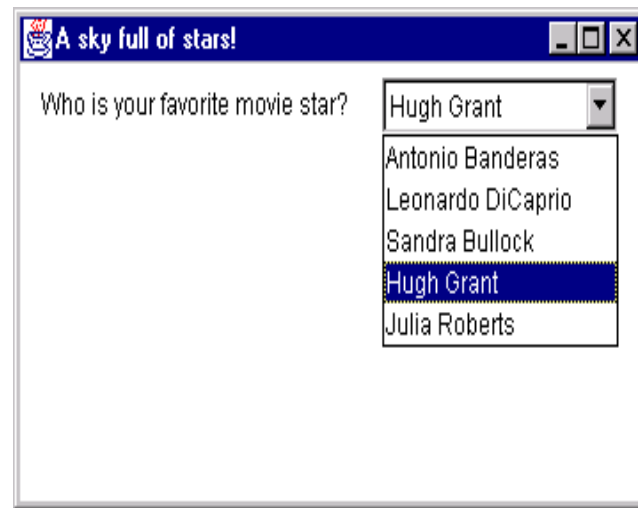 A sky full of stars!
Who is your favorite movie star? Hugh Grant
Antonio Banderas
Leonardo DiCaprio
Sandra Bullock
Hugh Grant
Julia Roberts